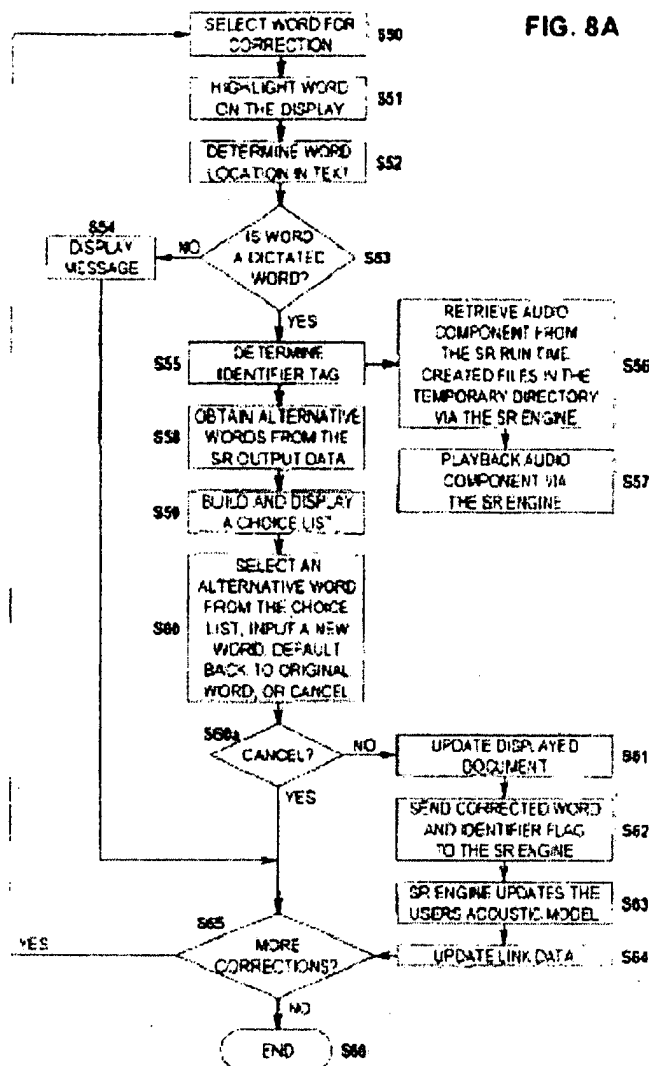 FIG. 8A
SELECT WORD FOR
CORRECTION
S50
HIGHLIGHT WORD
ON THE DISPLAY
S51
DETERMINE WORD
LOCATION IN TEXT
S52
IS WORD
A DICTATED
WORD?
S53
NO
S54
DISPLAY
MESSAGE
YES
S55
DETERMINE
IDENTIFIER TAG
RETRIEVE AUDIO
COMPONENT FROM
THE SR RUN TIME
CREATED FILES IN THE
TEMPORARY DIRECTORY
VIA THE SR ENGINE
S56
PLAYBACK AUDIO
COMPONENT VIA
THE SR ENGINE
S57
S58
OBTAIN ALTERNATIVE
WORDS FROM THE
SR OUTPUT DATA
S59
BUILD AND DISPLAY
A CHOICE LIST
S60
SELECT AN
ALTERNATIVE WORD
FROM THE CHOICE
LIST, INPUT A NEW
WORD, DEFAULT
BACK TO ORIGINAL
WORD, OR CANCEL
S60a
CANCEL?
NO
YES
UPDATE DISPLAYED
DOCUMENT
S61
SEND CORRECTED WORD
AND IDENTIFIER FLAG
TO THE SR ENGINE
S62
SR ENGINE UPDATES THE
USERS ACOUSTIC MODEL
S63
UPDATE LINK DATA
S64
S65
MORE
CORRECTIONS?
YES
NO
END
S66